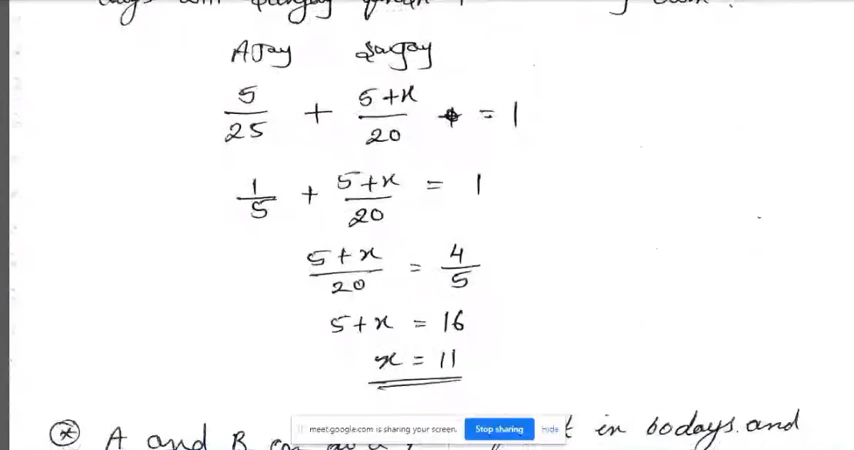 Ajay Sanjay
5/25 + 5+x/20 = 1
1/5 + 5+x/20 = 1
5+x/20 = 4/5
5+x = 16
x = 11
meet.google.com is sharing your screen. Stop sharing Hide
* A and B in 60 days. and